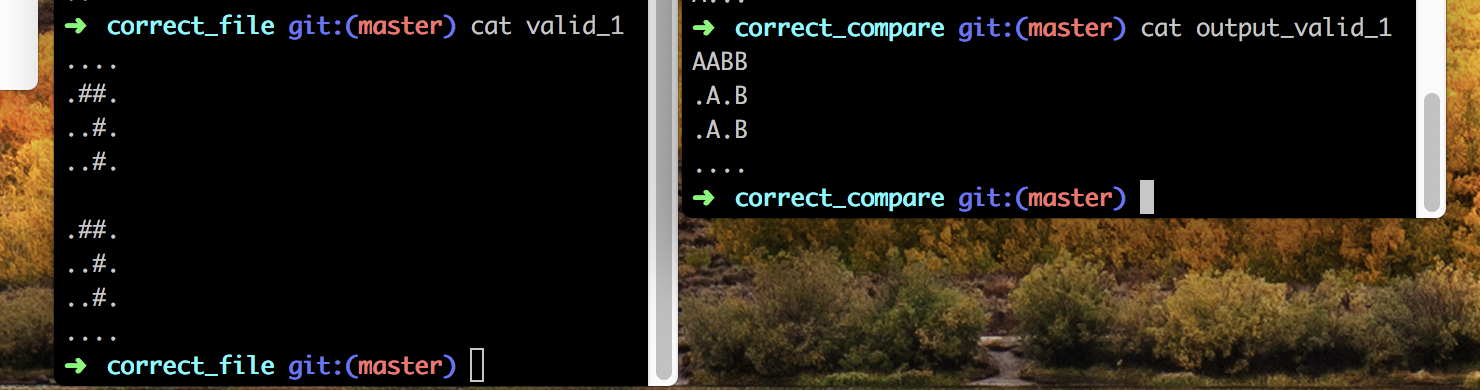 ➜ correct_file git:(master) cat valid_1
....
.##.
..#.
..#.

.##.
..#.
..#.
....
➜ correct_file git:(master)
➜ correct_compare git:(master) cat output_valid_1
AABB
.A.B
.A.B
....
➜ correct_compare git:(master)